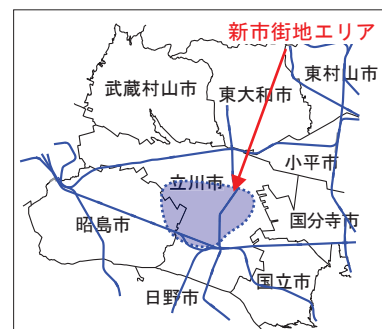 新市街地エリア
東村山市
武蔵村山市
東大和市
小平市
立川市
昭島市
国分寺市
国立市
日野市